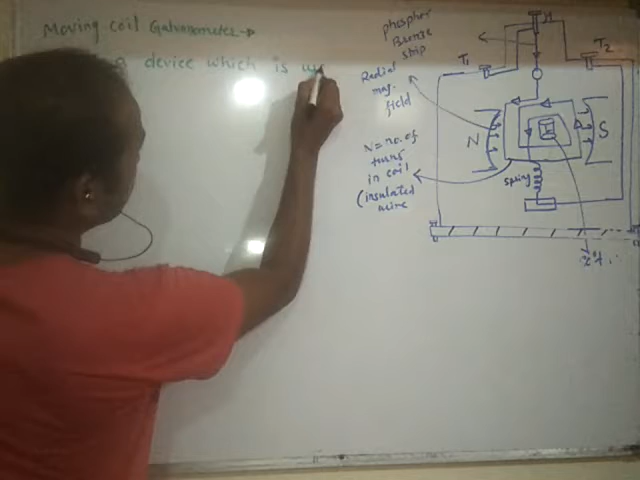 Moving coil Galvanometer →
a device which is us
phosphor
Bronze
strip
Radial
mag.
field
N = no. of
turns
in coil
(insulated
wire
T1
T2
N
S
spring